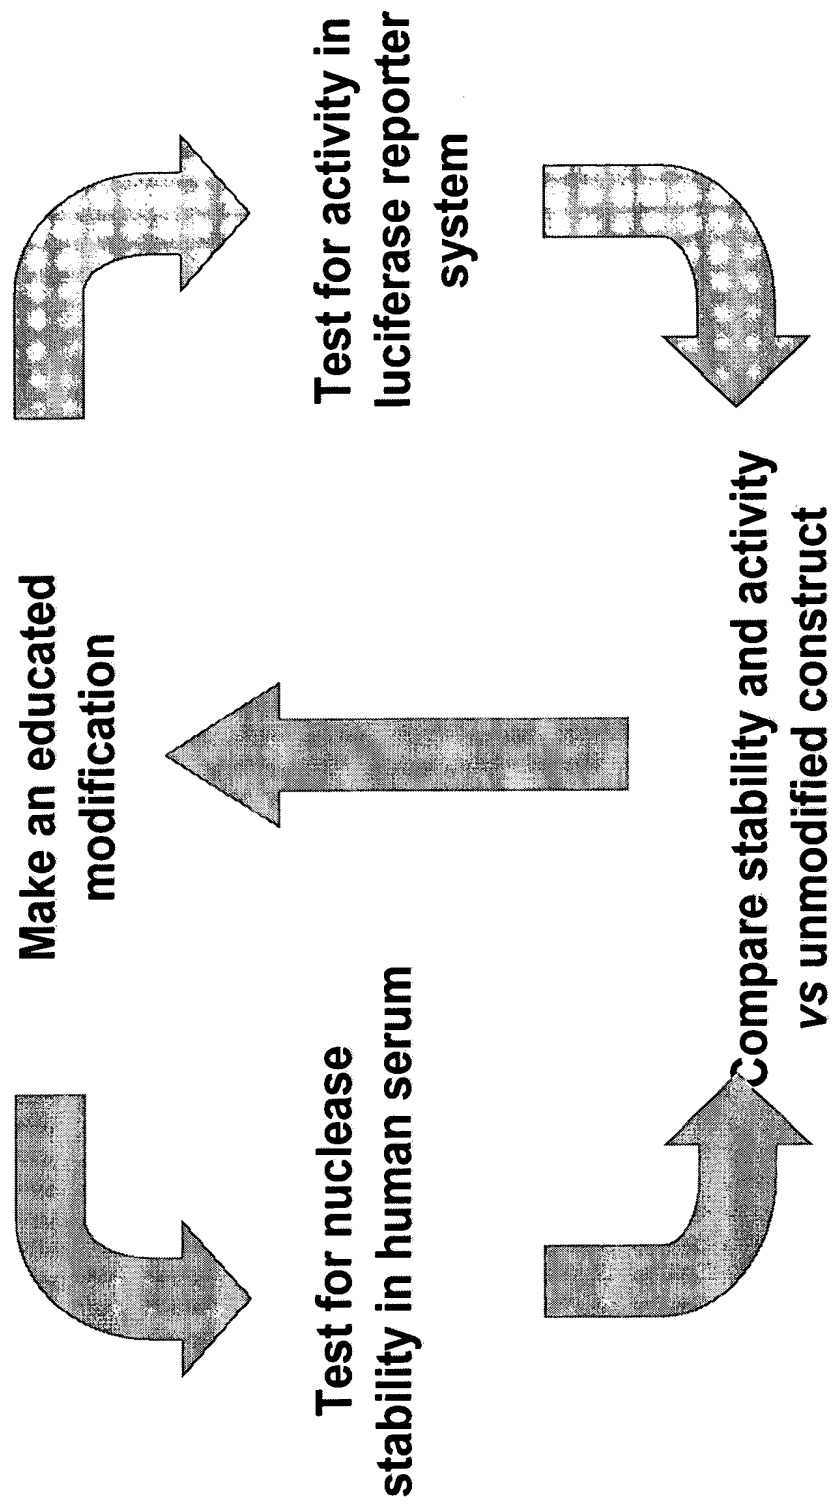 Make an educated
modification
Test for nuclease
stability in human serum
Test for activity in
luciferase reporter
system
Compare stability and activity
vs unmodified construct